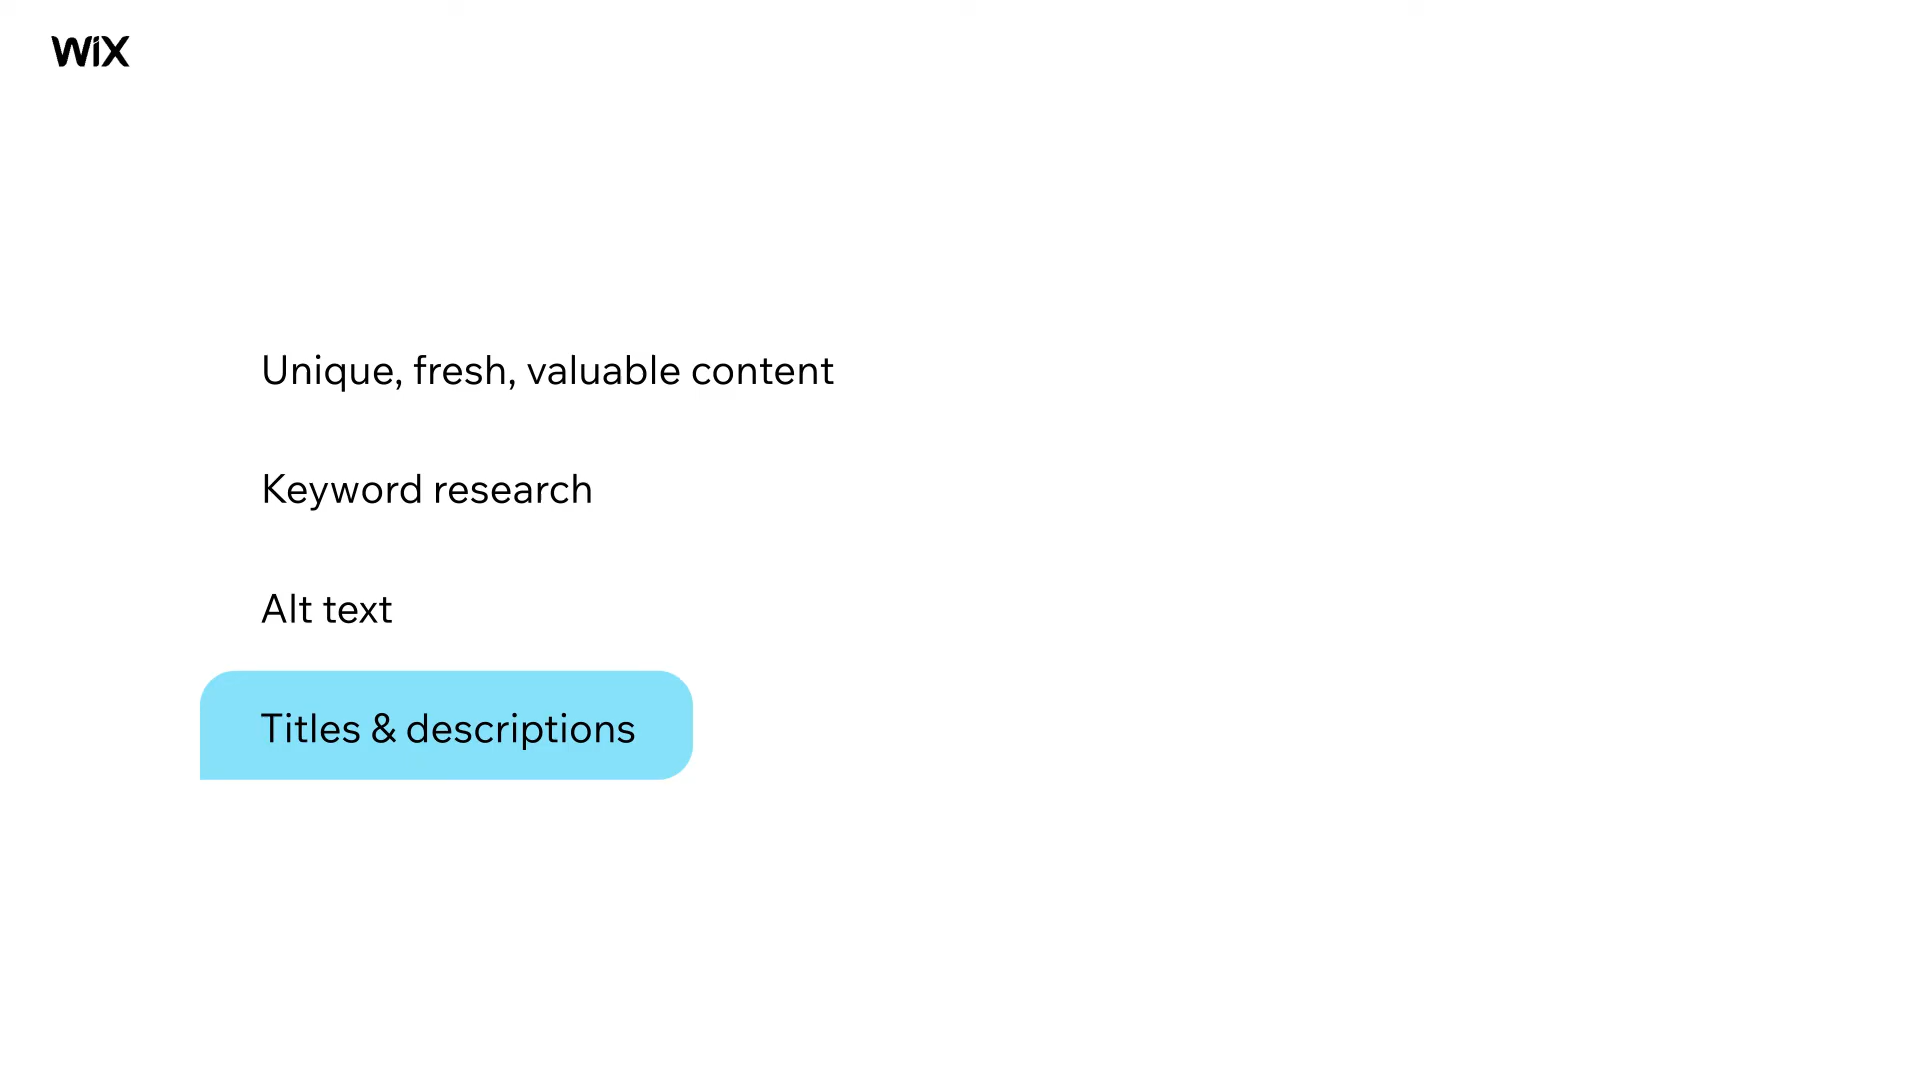 WiX
Unique, fresh, valuable content
Keyword research
Alt text
Titles & descriptions